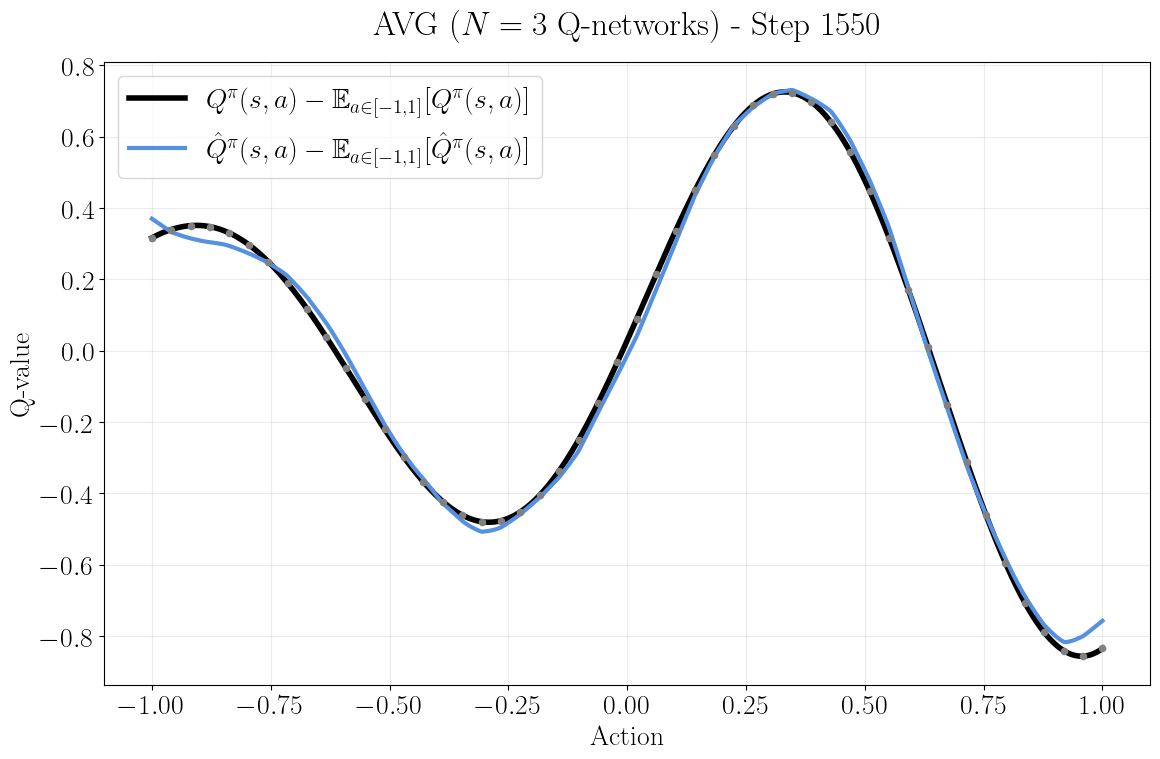 AVG (N = 3 Q-networks) - Step 1550
Q^π(s, a) − 𝔼_{a∈[−1,1]}[Q^π(s, a)]
Q̂^π(s, a) − 𝔼_{a∈[−1,1]}[Q̂^π(s, a)]
0.8
0.6
0.4
0.2
0.0
−0.2
−0.4
−0.6
−0.8
Q-value
−1.00 −0.75 −0.50 −0.25 0.00 0.25 0.50 0.75 1.00
Action